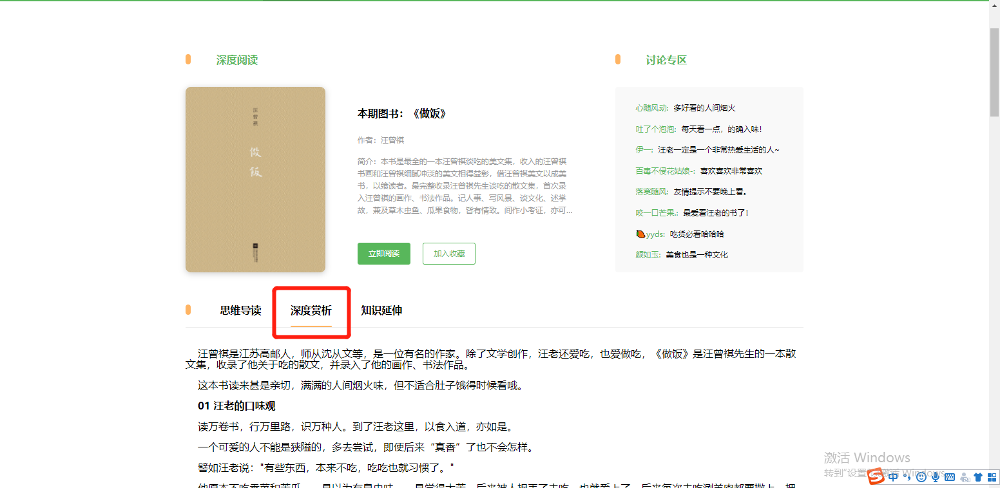 深度阅读
讨论专区
汪曾祺
做饭
本期图书：《做饭》
作者：汪曾祺
简介：本书是最全的一本汪曾祺谈吃的美文集，收入的汪曾祺
书画和汪曾祺细腻冲淡的美文相得益彰，借汪曾祺美文以成美
书，以飨读者。最完整收录汪曾祺先生谈吃的散文集，首次录
入汪曾祺的画作、书法作品。记人事、写风景、谈文化、述掌
故，兼及草木虫鱼、瓜果食物，皆有情致。间作小考证，亦可...
立即阅读
加入收藏
心随风动: 多好看的人间烟火
吐了个泡泡: 每天看一点，的确入味！
伊一: 汪老一定是一个非常热爱生活的人~
百毒不侵花姑娘-: 喜欢喜欢非常喜欢
落寞随风: 友情提示不要晚上看。
咬一口芒果.: 最爱看汪老的书了！
yyds: 吃货必看哈哈哈
颜如玉: 美食也是一种文化
思维导读
深度赏析
知识延伸
汪曾祺是江苏高邮人，师从沈从文等，是一位有名的作家。除了文学创作，汪老还爱吃，也爱做吃，《做饭》是汪曾祺先生的一本散
文集，收录了他关于吃的散文，并录入了他的画作、书法作品。
这本书读来甚是亲切，满满的人间烟火味，但不适合肚子饿得时候看哦。
01 汪老的口味观
读万卷书，行万里路，识万种人。到了汪老这里，以食入道，亦如是。
一个可爱的人不能是狭隘的，多去尝试，即使后来“真香”了也不会怎样。
譬如汪老说："有些东西，本来不吃，吃吃也就习惯了。"
激活 Windows
转到"设置"以激活 Windows。
中